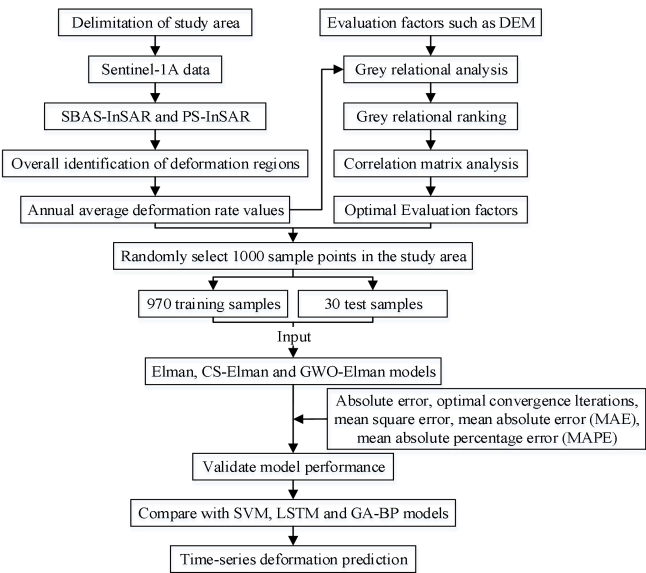 Delimitation of study area
Evaluation factors such as DEM
Sentinel-1A data
Grey relational analysis
SBAS-InSAR and PS-InSAR
Grey relational ranking
Overall identification of deformation regions
Correlation matrix analysis
Annual average deformation rate values
Optimal Evaluation factors
Randomly select 1000 sample points in the study area
970 training samples
30 test samples
Input
Elman, CS-Elman and GWO-Elman models
Absolute error, optimal convergence lterations,
mean square error, mean absolute error (MAE),
mean absolute percentage error (MAPE)
Validate model performance
Compare with SVM, LSTM and GA-BP models
Time-series deformation prediction